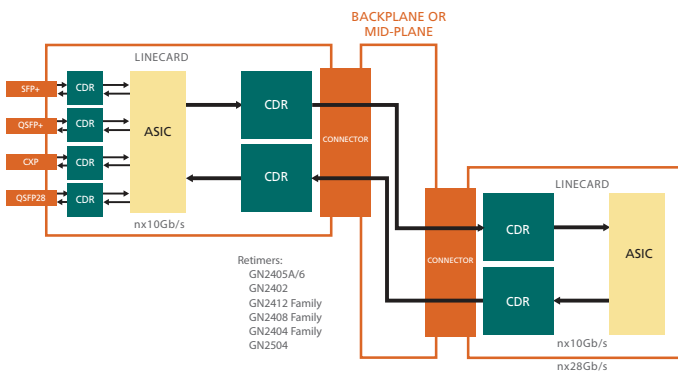 BACKPLANE OR
MID-PLANE
LINECARD
SFP+
CDR
QSFP+
CDR
CXP
CDR
QSFP28
CDR
ASIC
CDR
CDR
CONNECTOR
nx10Gb/s
Retimers:
GN2405A/6
GN2402
GN2412 Family
GN2408 Family
GN2404 Family
GN2504
CONNECTOR
LINECARD
CDR
CDR
ASIC
nx10Gb/s
nx28Gb/s